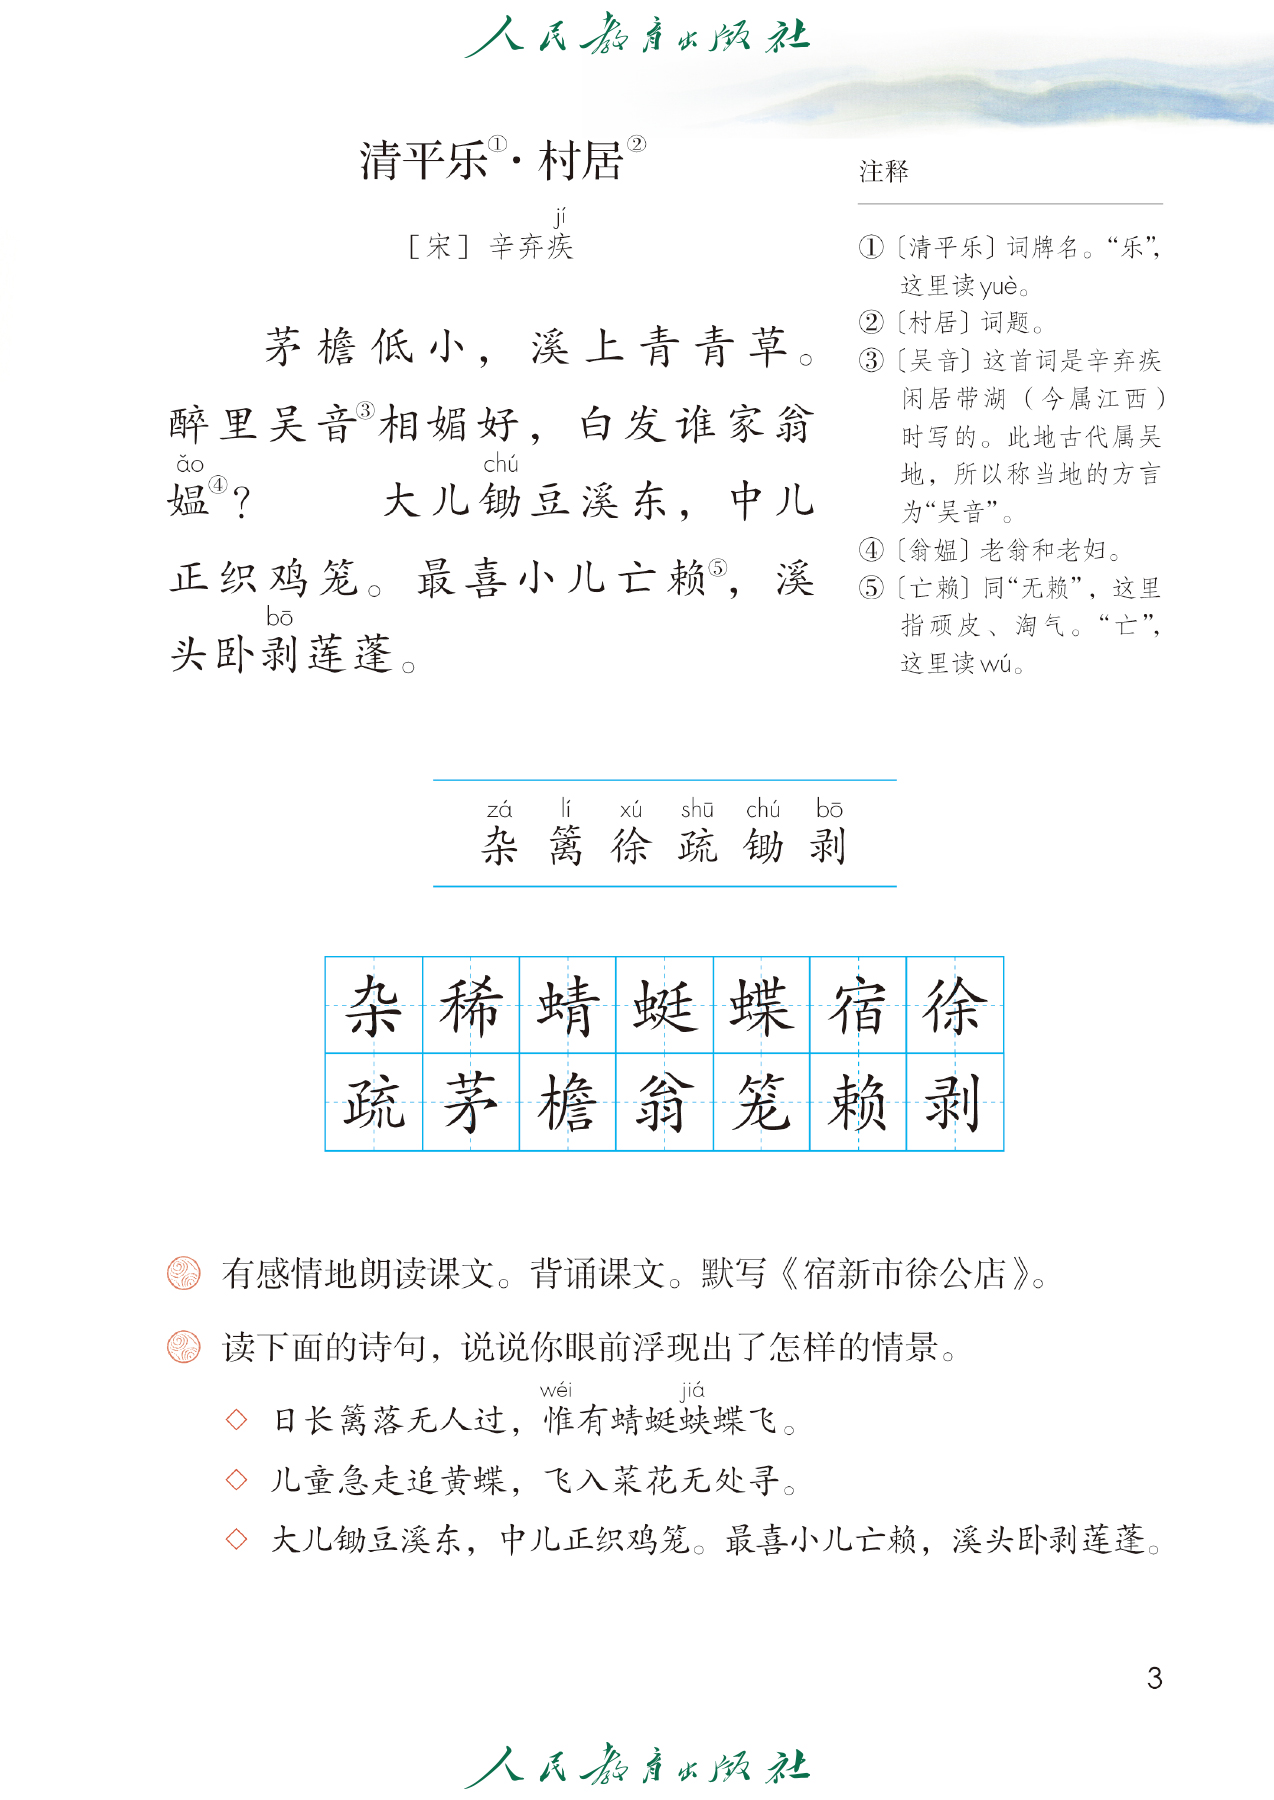 人民教育出版社
清平乐①·村居②
jí
［宋］辛弃疾
茅檐低小，溪上青青草。
醉里吴音③相媚好，白发谁家翁
ǎo chú
媪④？ 大儿锄豆溪东，中儿
正织鸡笼。最喜小儿亡赖⑤，溪
bō
头卧剥莲蓬。
注释
①〔清平乐〕词牌名。“乐”，
这里读yuè。
②〔村居〕词题。
③〔吴音〕这首词是辛弃疾
闲居带湖（今属江西）
时写的。此地古代属吴
地，所以称当地的方言
为“吴音”。
④〔翁媪〕老翁和老妇。
⑤〔亡赖〕同“无赖”，这里
指顽皮、淘气。“亡”，
这里读wú。
zá lí xú shū chú bō
杂 篱 徐 疏 锄 剥
杂 稀 蜻 蜓 蝶 宿 徐
疏 茅 檐 翁 笼 赖 剥
有感情地朗读课文。背诵课文。默写《宿新市徐公店》。
读下面的诗句，说说你眼前浮现出了怎样的情景。
wéi jiá
◇ 日长篱落无人过，惟有蜻蜓蛱蝶飞。
◇ 儿童急走追黄蝶，飞入菜花无处寻。
◇ 大儿锄豆溪东，中儿正织鸡笼。最喜小儿亡赖，溪头卧剥莲蓬。
3
人民教育出版社